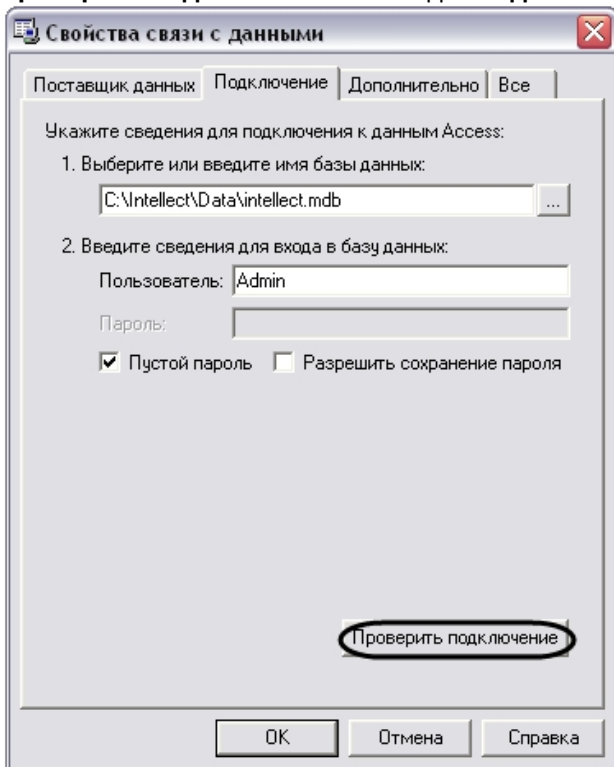 Свойства связи с данными
Поставщик данных Подключение Дополнительно Все
Укажите сведения для подключения к данным Access:
1. Выберите или введите имя базы данных:
C:\Intellect\Data\intellect.mdb ...
2. Введите сведения для входа в базу данных:
Пользователь: Admin
Пароль:
Пустой пароль Разрешить сохранение пароля
Проверить подключение
OK Отмена Справка